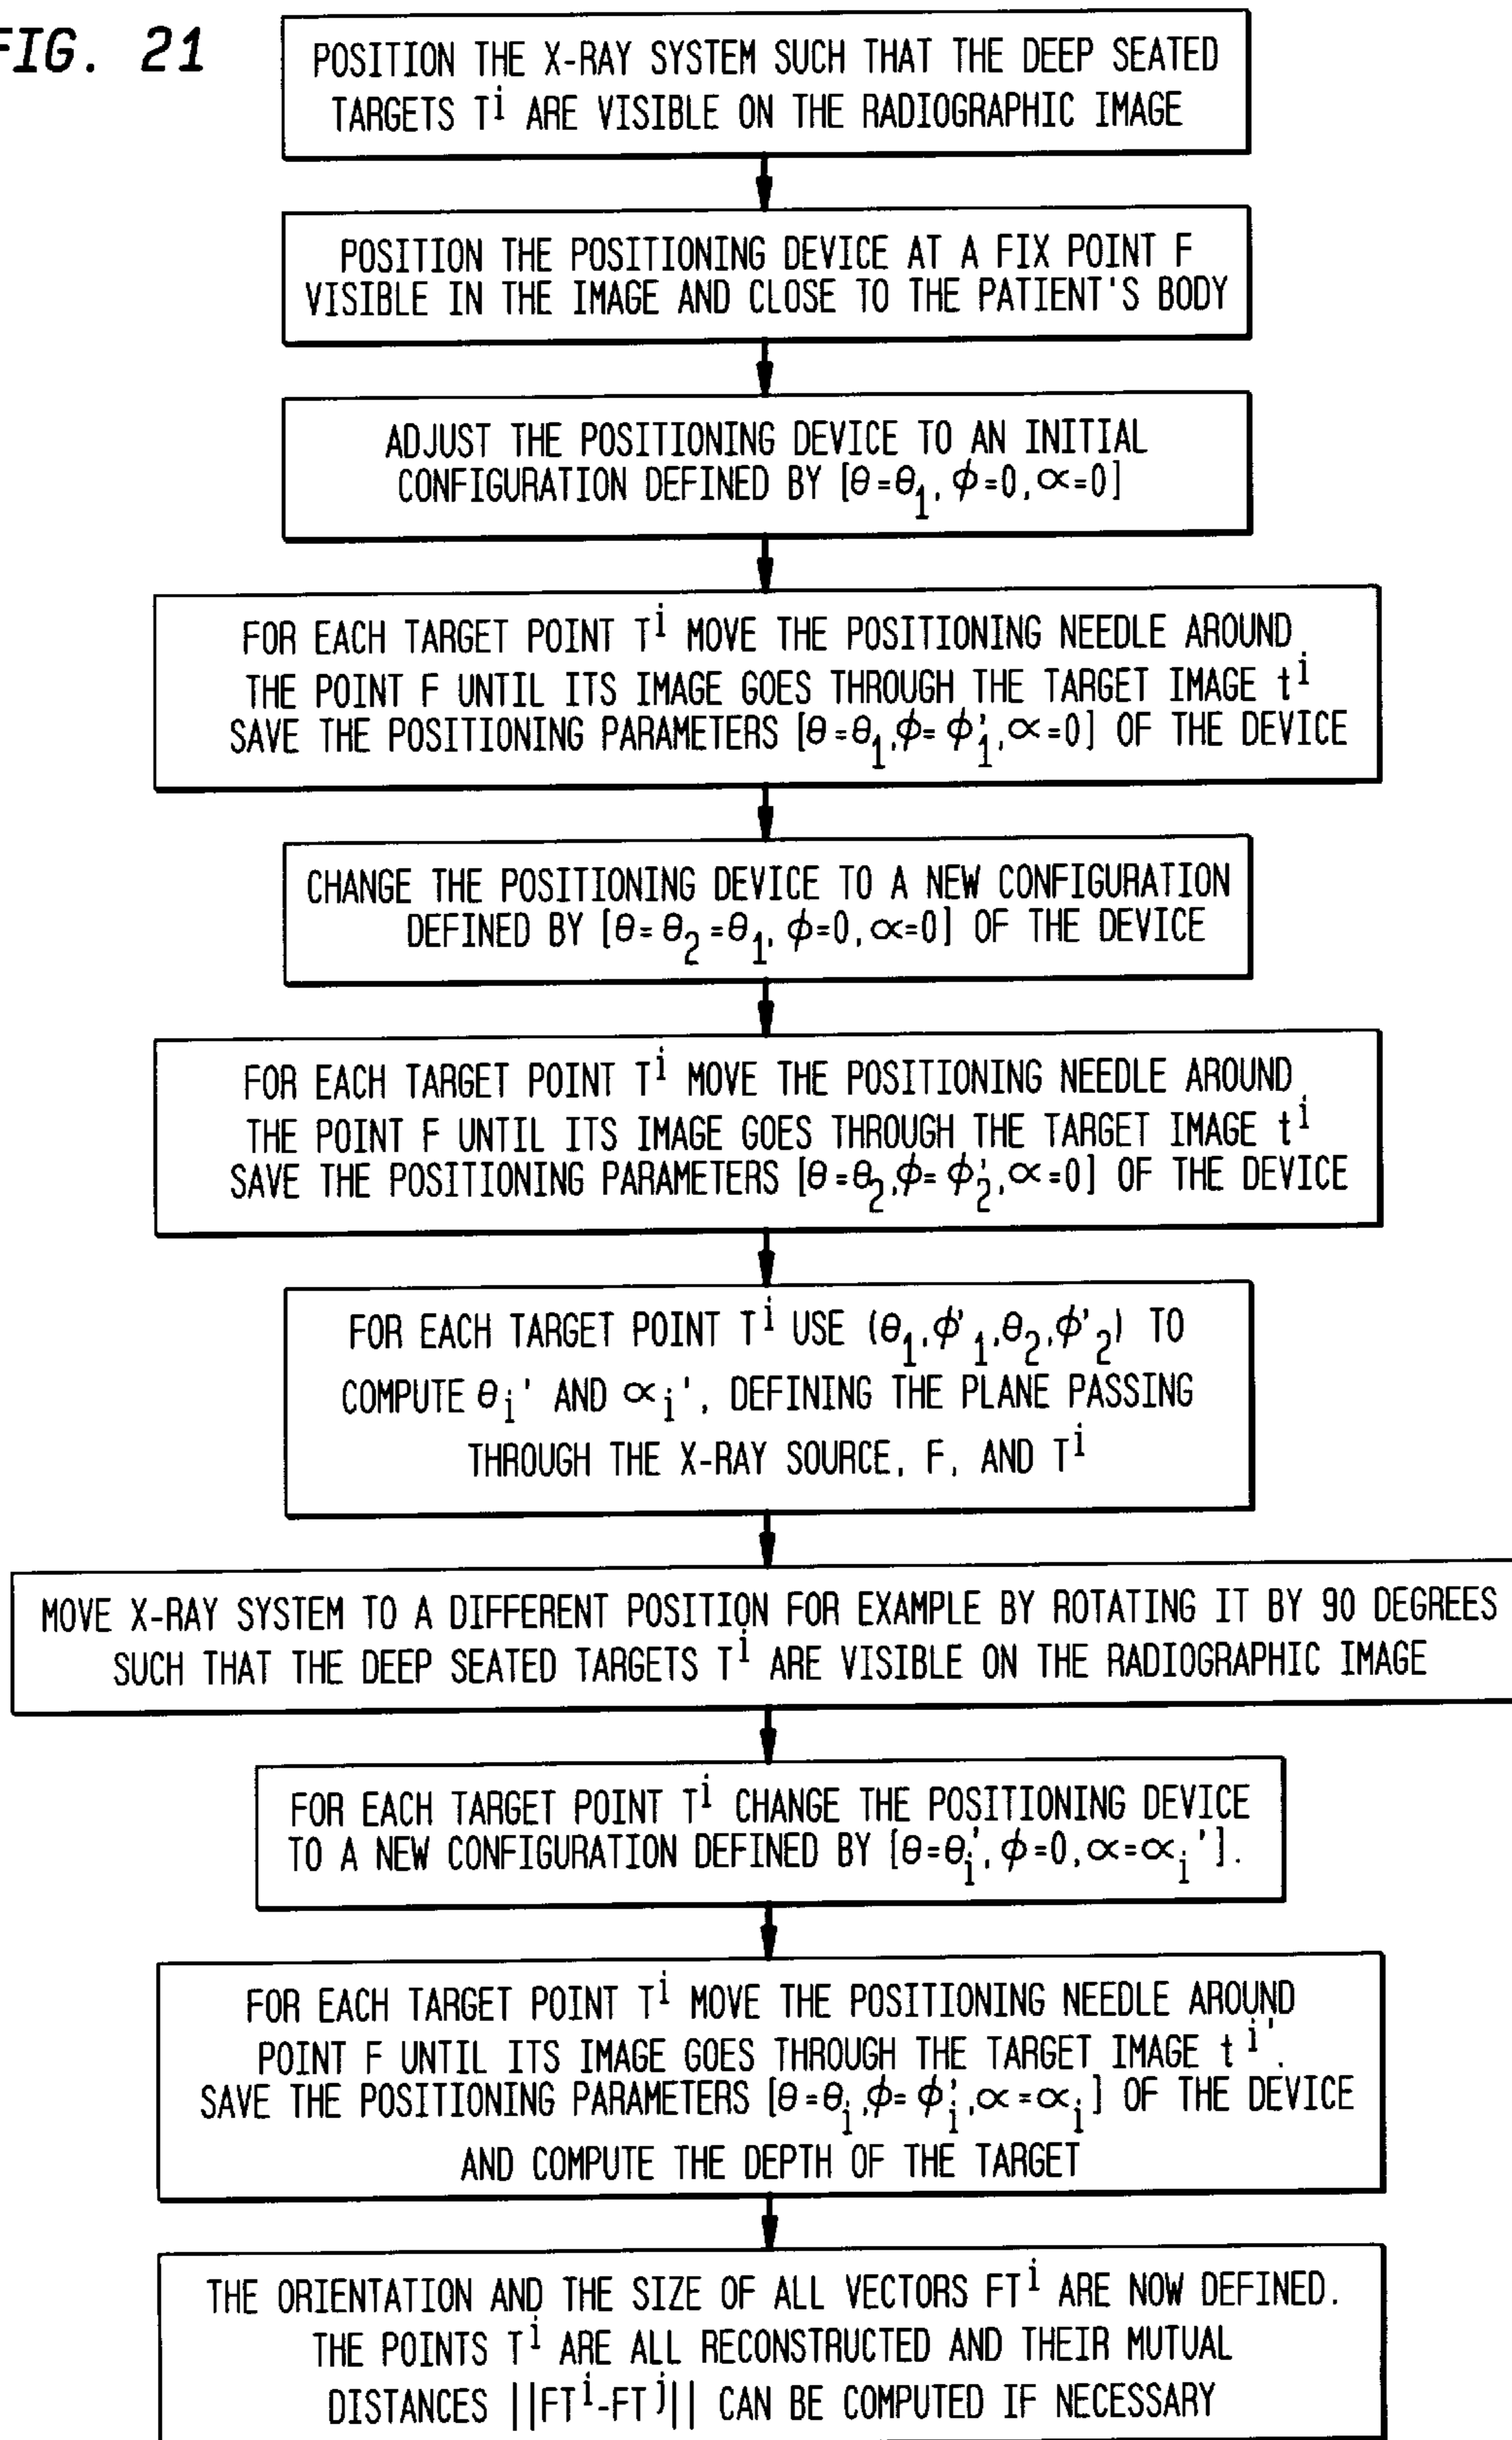 FIG. 21
POSITION THE X-RAY SYSTEM SUCH THAT THE DEEP SEATED
TARGETS Tⁱ ARE VISIBLE ON THE RADIOGRAPHIC IMAGE
POSITION THE POSITIONING DEVICE AT A FIX POINT F
VISIBLE IN THE IMAGE AND CLOSE TO THE PATIENT'S BODY
ADJUST THE POSITIONING DEVICE TO AN INITIAL
CONFIGURATION DEFINED BY [θ=θ₁, ϕ=0,∝=0]
FOR EACH TARGET POINT Tⁱ MOVE THE POSITIONING NEEDLE AROUND
THE POINT F UNTIL ITS IMAGE GOES THROUGH THE TARGET IMAGE tⁱ
SAVE THE POSITIONING PARAMETERS [θ=θ₁,ϕ=ϕ'₁,∝=0] OF THE DEVICE
CHANGE THE POSITIONING DEVICE TO A NEW CONFIGURATION
DEFINED BY [θ=θ₂=θ₁, ϕ=0,∝=0] OF THE DEVICE
FOR EACH TARGET POINT Tⁱ MOVE THE POSITIONING NEEDLE AROUND
THE POINT F UNTIL ITS IMAGE GOES THROUGH THE TARGET IMAGE tⁱ
SAVE THE POSITIONING PARAMETERS [θ=θ₂,ϕ=ϕ'₂,∝=0] OF THE DEVICE
FOR EACH TARGET POINT Tⁱ USE (θ₁,ϕ'₁,θ₂,ϕ'₂) TO
COMPUTE θᵢ' AND ∝ᵢ', DEFINING THE PLANE PASSING
THROUGH THE X-RAY SOURCE, F, AND Tⁱ
MOVE X-RAY SYSTEM TO A DIFFERENT POSITION FOR EXAMPLE BY ROTATING IT BY 90 DEGREES
SUCH THAT THE DEEP SEATED TARGETS Tⁱ ARE VISIBLE ON THE RADIOGRAPHIC IMAGE
FOR EACH TARGET POINT Tⁱ CHANGE THE POSITIONING DEVICE
TO A NEW CONFIGURATION DEFINED BY [θ=θᵢ', ϕ=0,∝=∝ᵢ'].
FOR EACH TARGET POINT Tⁱ MOVE THE POSITIONING NEEDLE AROUND
POINT F UNTIL ITS IMAGE GOES THROUGH THE TARGET IMAGE tⁱ'.
SAVE THE POSITIONING PARAMETERS [θ=θᵢ,ϕ=ϕ'ᵢ,∝=∝ᵢ] OF THE DEVICE
AND COMPUTE THE DEPTH OF THE TARGET
THE ORIENTATION AND THE SIZE OF ALL VECTORS FTⁱ ARE NOW DEFINED.
THE POINTS Tⁱ ARE ALL RECONSTRUCTED AND THEIR MUTUAL
DISTANCES ||FTⁱ-FTʲ|| CAN BE COMPUTED IF NECESSARY